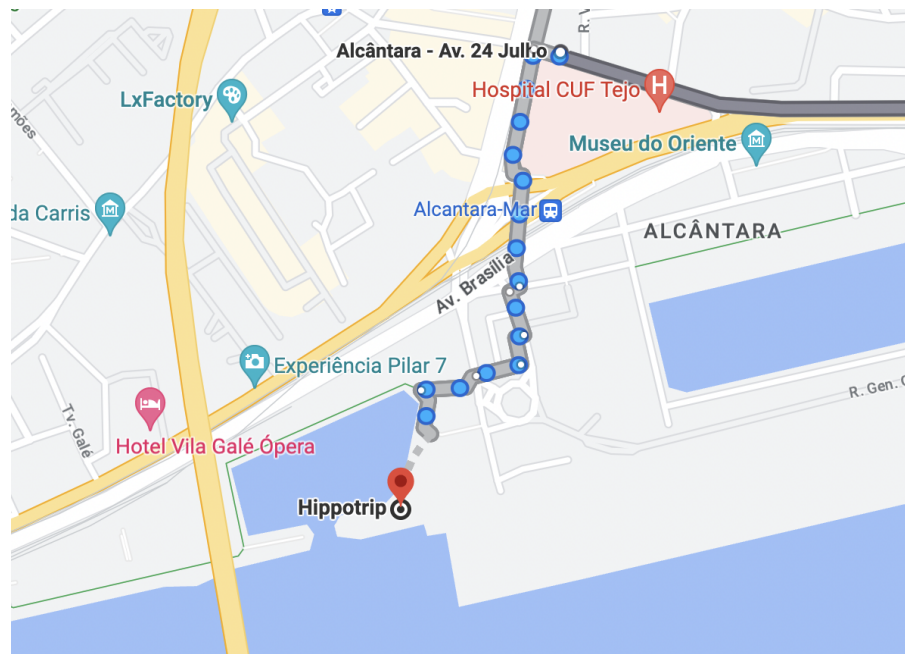 R. V
Alcântara - Av. 24 Julho
Hospital CUF Tejo
H
LxFactory
mões
Museu do Oriente
da Carris
Alcantara-Mar
ALCÂNTARA
Av. Brasília
Experiência Pilar 7
R. Gen. G
Tv. Galé
Hotel Vila Galé Ópera
Hippotrip